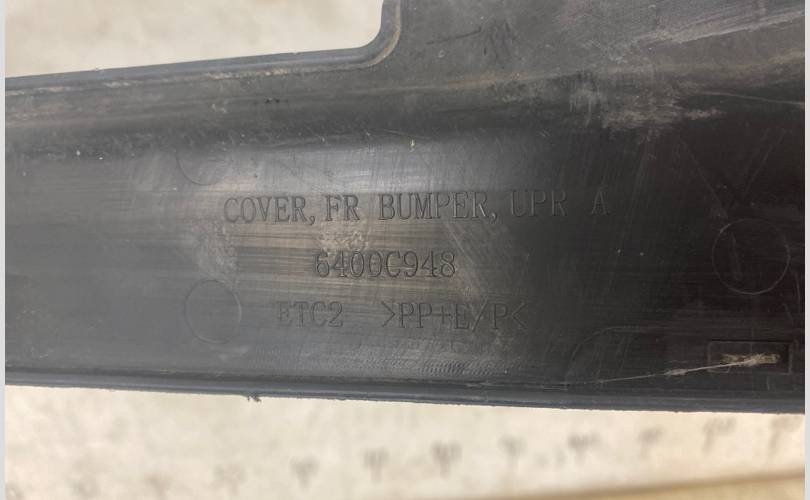 COVER, FR BUMPER, UPR A
6400C948
ETC2 >PP+E/P<